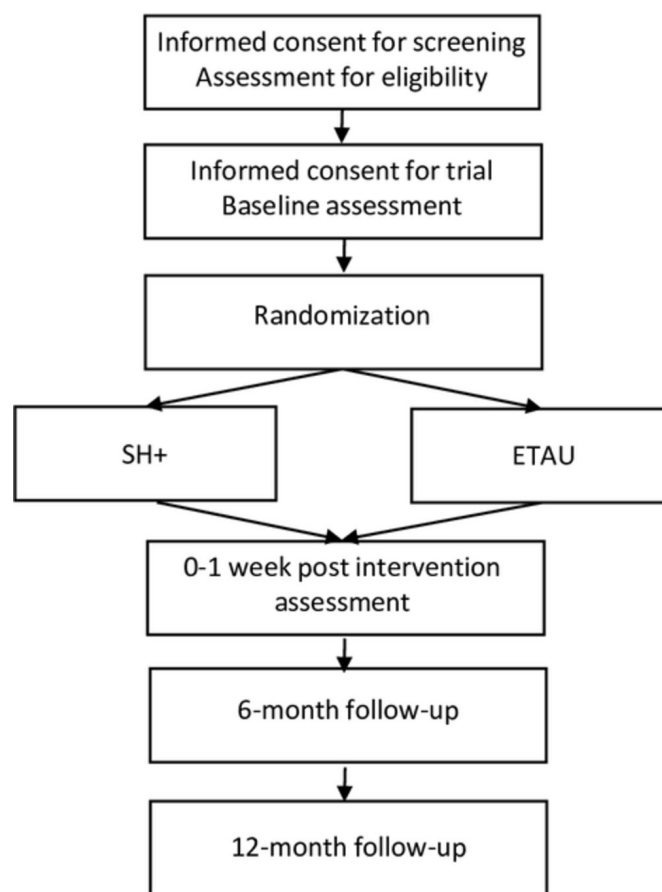 Informed consent for screening
Assessment for eligibility
Informed consent for trial
Baseline assessment
Randomization
SH+
ETAU
0-1 week post intervention
assessment
6-month follow-up
12-month follow-up